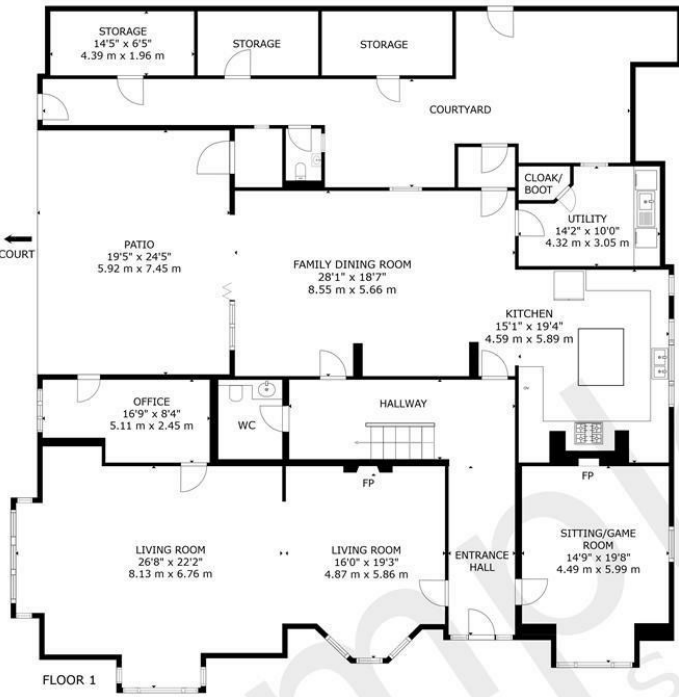 STORAGE
14'5" x 6'5"
4.39 m x 1.96 m
STORAGE
STORAGE
COURTYARD
CLOAK/
BOOT
UTILITY
14'2" x 10'0"
4.32 m x 3.05 m
COURT
PATIO
19'5" x 24'5"
5.92 m x 7.45 m
FAMILY DINING ROOM
28'1" x 18'7"
8.55 m x 5.66 m
KITCHEN
15'1" x 19'4"
4.59 m x 5.89 m
OFFICE
16'9" x 8'4"
5.11 m x 2.45 m
WC
HALLWAY
FP
FP
LIVING ROOM
26'8" x 22'2"
8.13 m x 6.76 m
LIVING ROOM
16'0" x 19'3"
4.87 m x 5.86 m
ENTRANCE
HALL
SITTING/GAME
ROOM
14'9" x 19'8"
4.49 m x 5.99 m
FLOOR 1